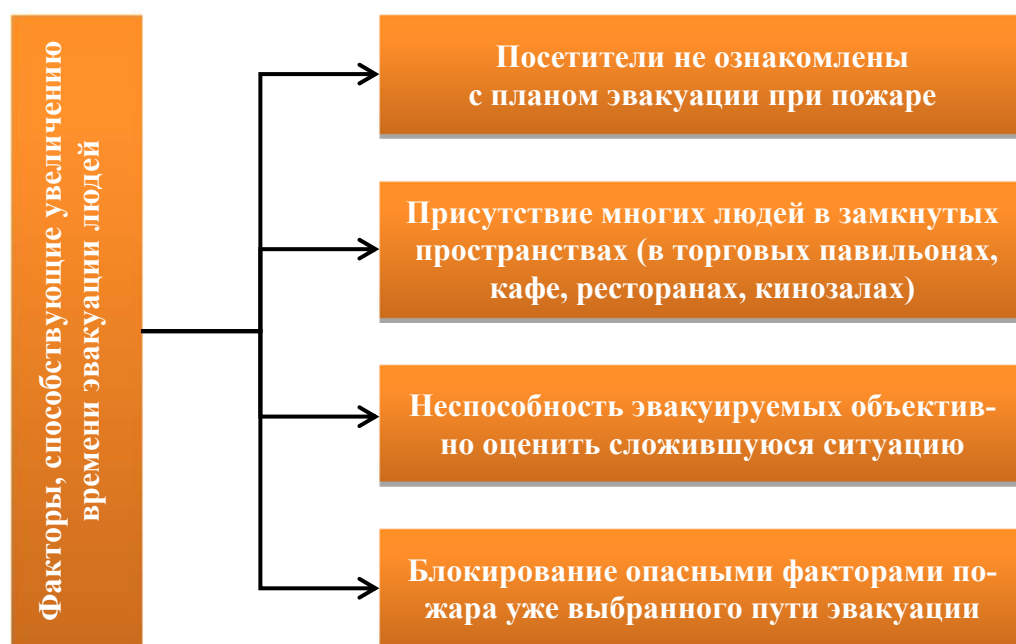 Факторы, способствующие увеличению
времени эвакуации людей
Посетители не ознакомлены
с планом эвакуации при пожаре
Присутствие многих людей в замкнутых
пространствах (в торговых павильонах,
кафе, ресторанах, кинозалах)
Неспособность эвакуируемых объектив-
но оценить сложившуюся ситуацию
Блокирование опасными факторами по-
жара уже выбранного пути эвакуации